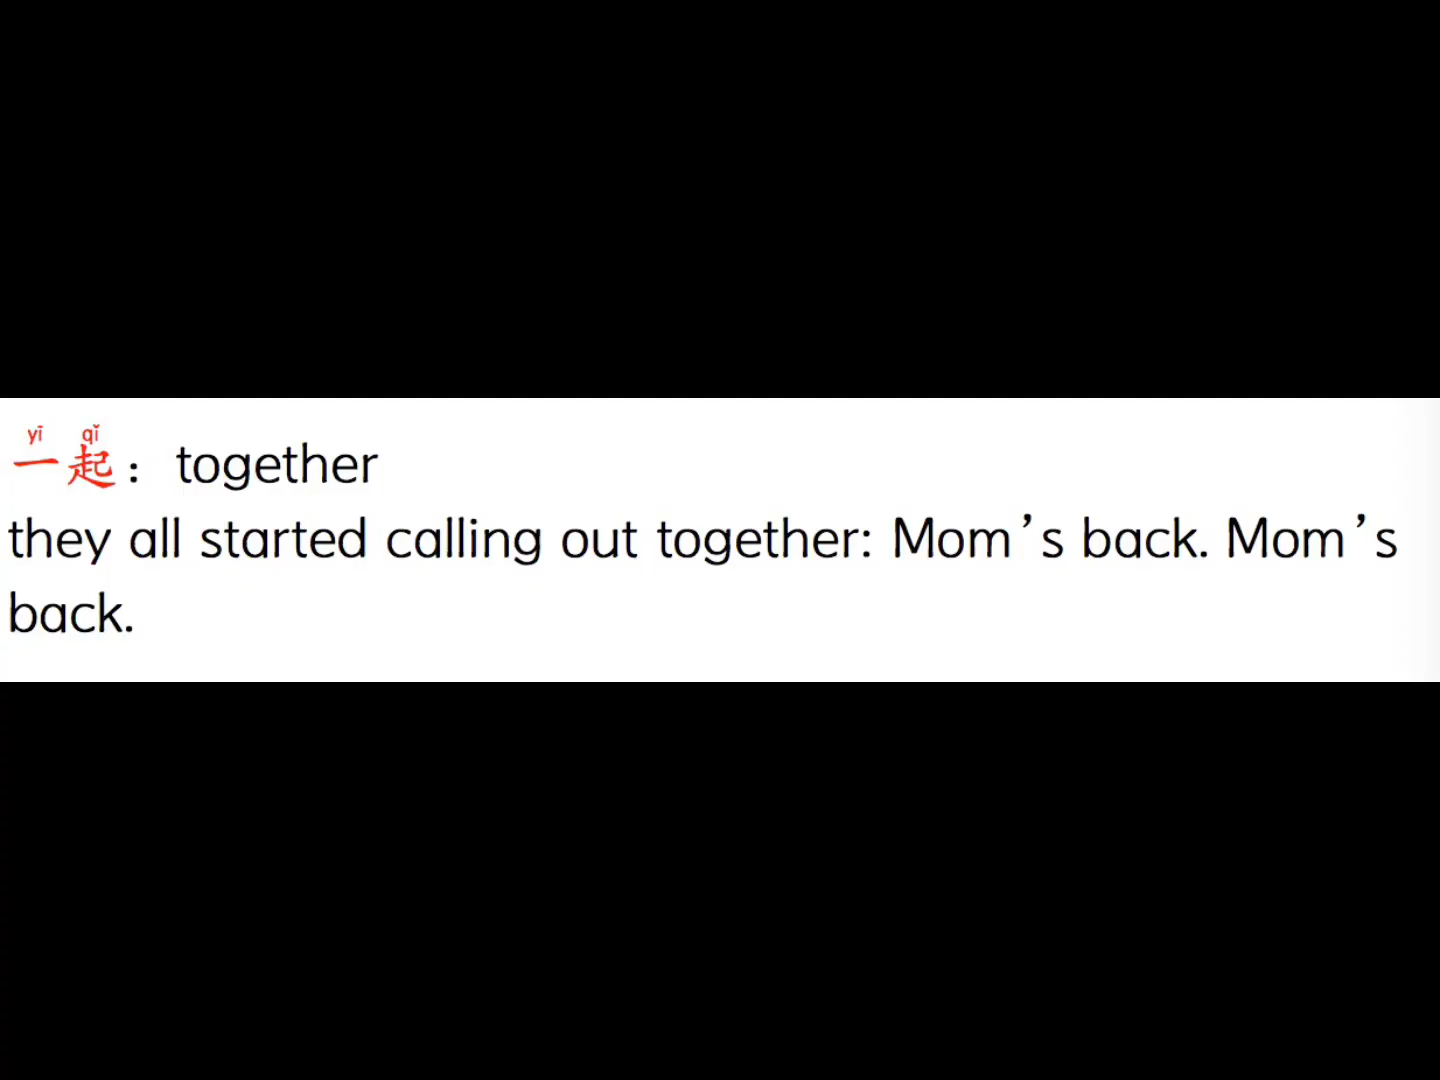 yī qǐ
一起：together
they all started calling out together: Mom’s back. Mom’s
back.